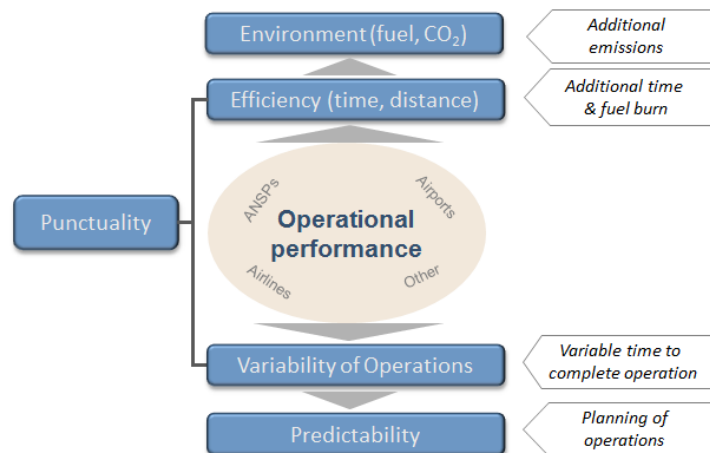 Environment (fuel, CO₂)
Additional
emissions
Efficiency (time, distance)
Additional time
& fuel burn
ANSPs
Airports
Punctuality
Operational
performance
Airlines
Other
Variability of Operations
Variable time to
complete operation
Predictability
Planning of
operations